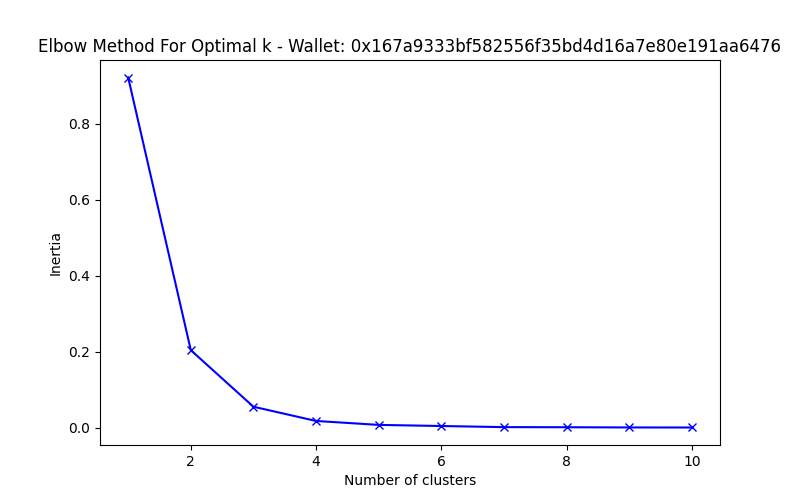 Elbow Method For Optimal k - Wallet: 0x167a9333bf582556f35bd4d16a7e80e191aa6476
0.8
0.6
0.4
0.2
0.0
Inertia
2 4 6 8 10
Number of clusters